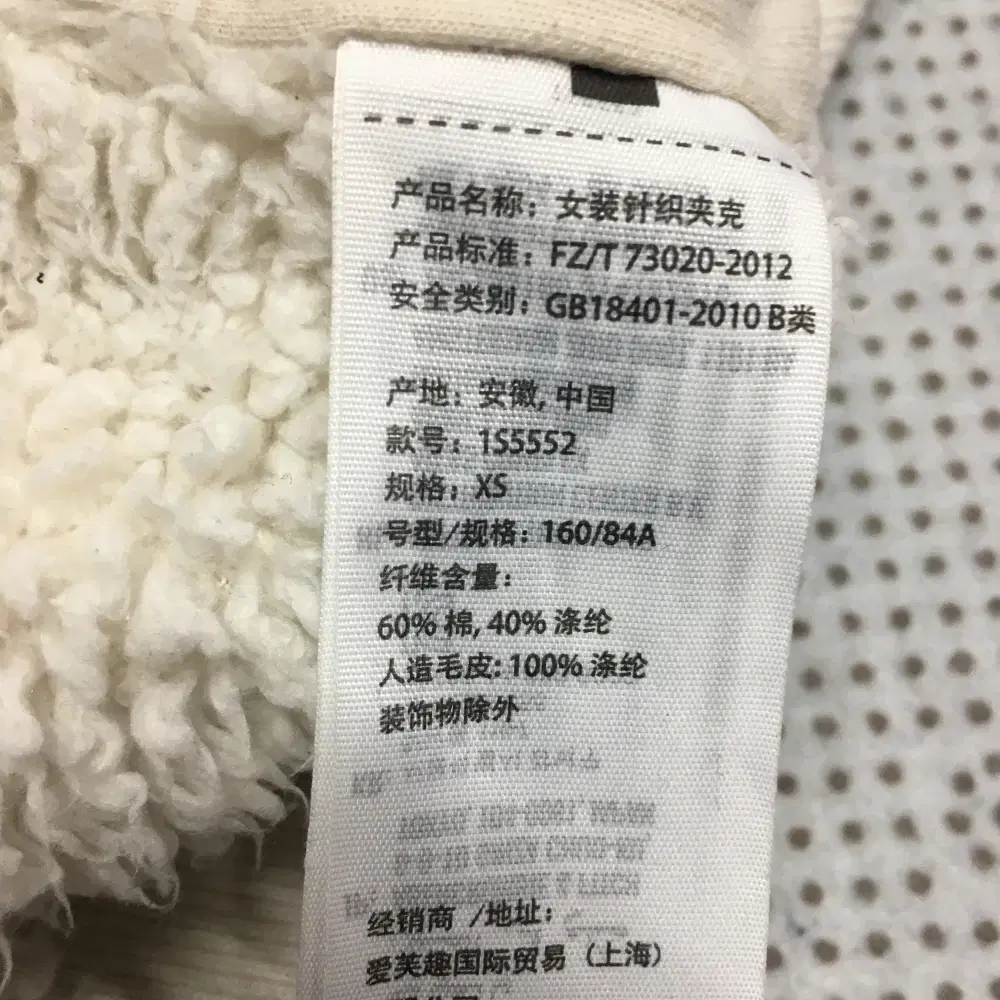 产品名称：女装针织夹克
产品标准：FZ/T 73020-2012
安全类别：GB18401-2010 B类
产地：安徽, 中国
款号：1S5552
规格：XS
号型/规格：160/84A
纤维含量：
60% 棉, 40% 涤纶
人造毛皮: 100% 涤纶
装饰物除外
经销商 /地址：
爱芙趣国际贸易（上海）